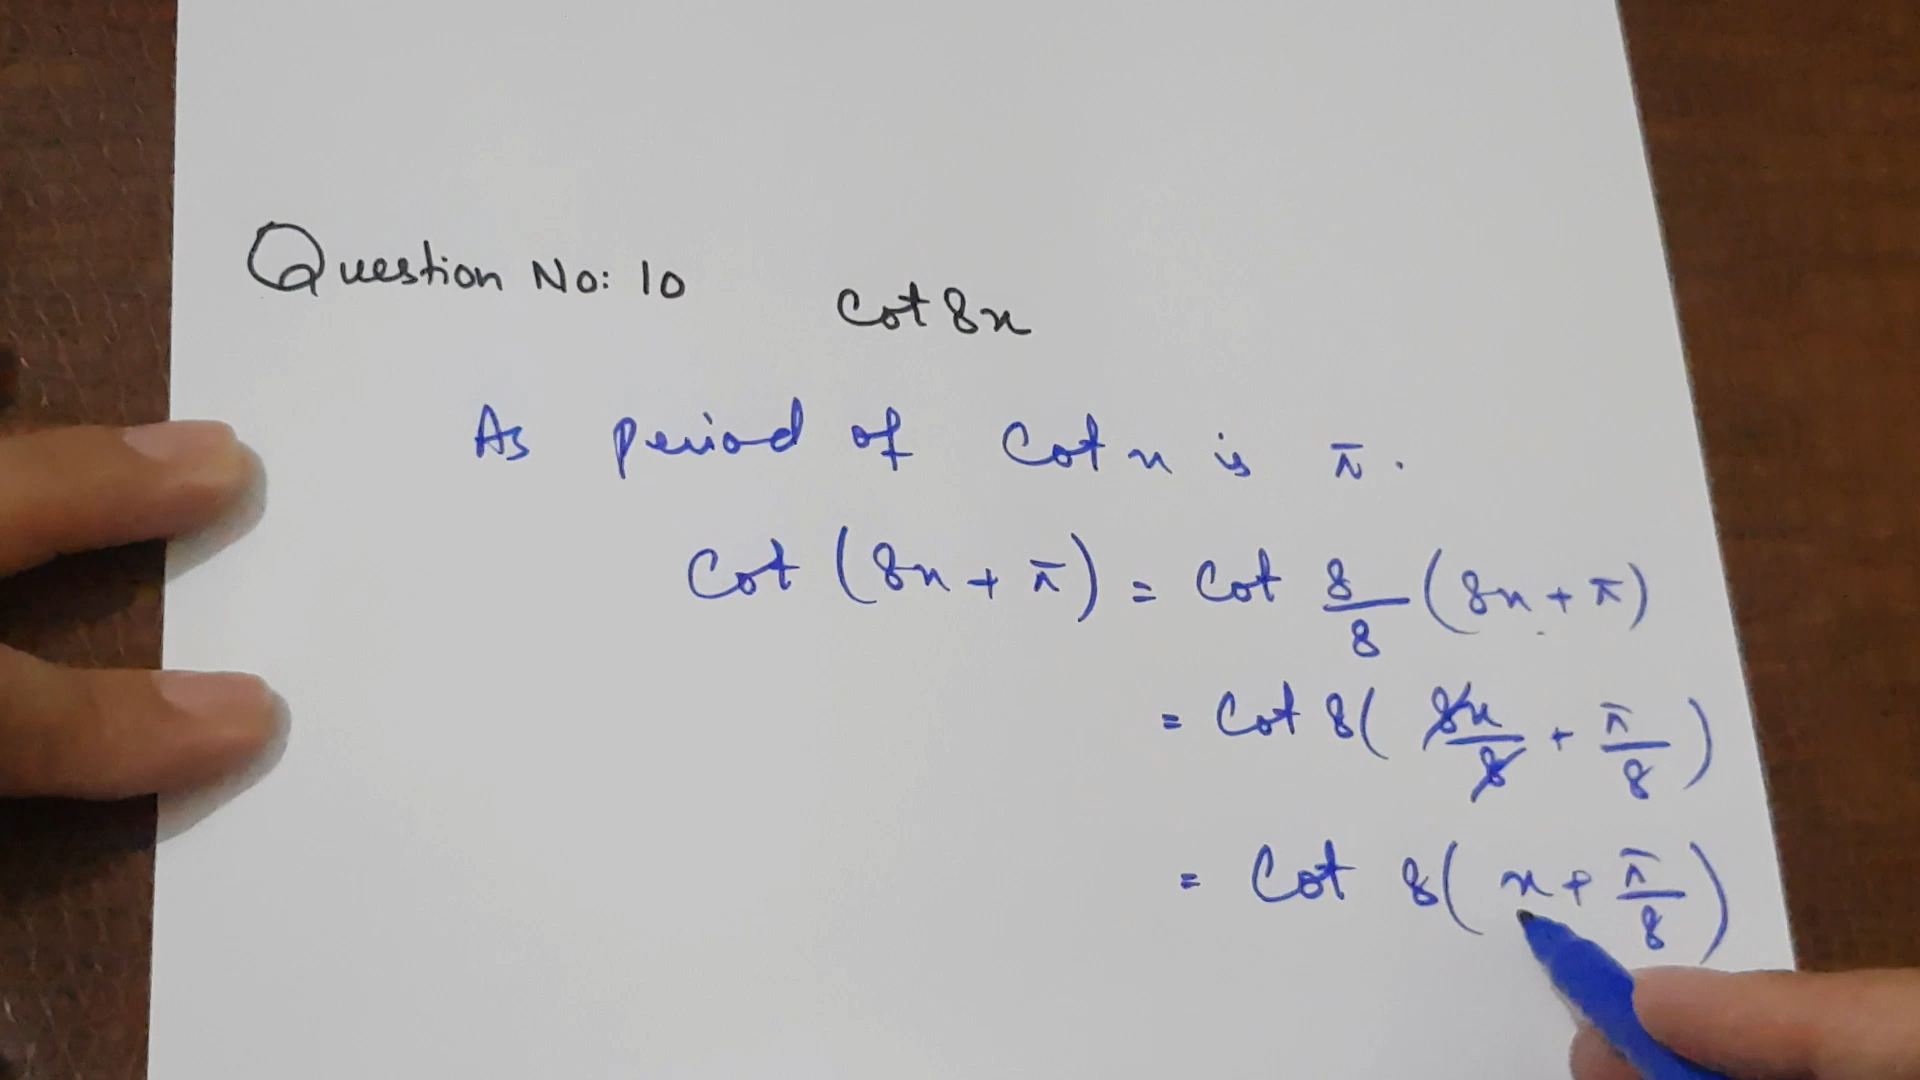 Question No: 10 Cot 8x
As period of Cot x is π.
Cot (8x + π) = Cot 8/8 (8x + π)
= Cot 8( 8x/8 + π/8 )
= Cot 8( x + π/8 )